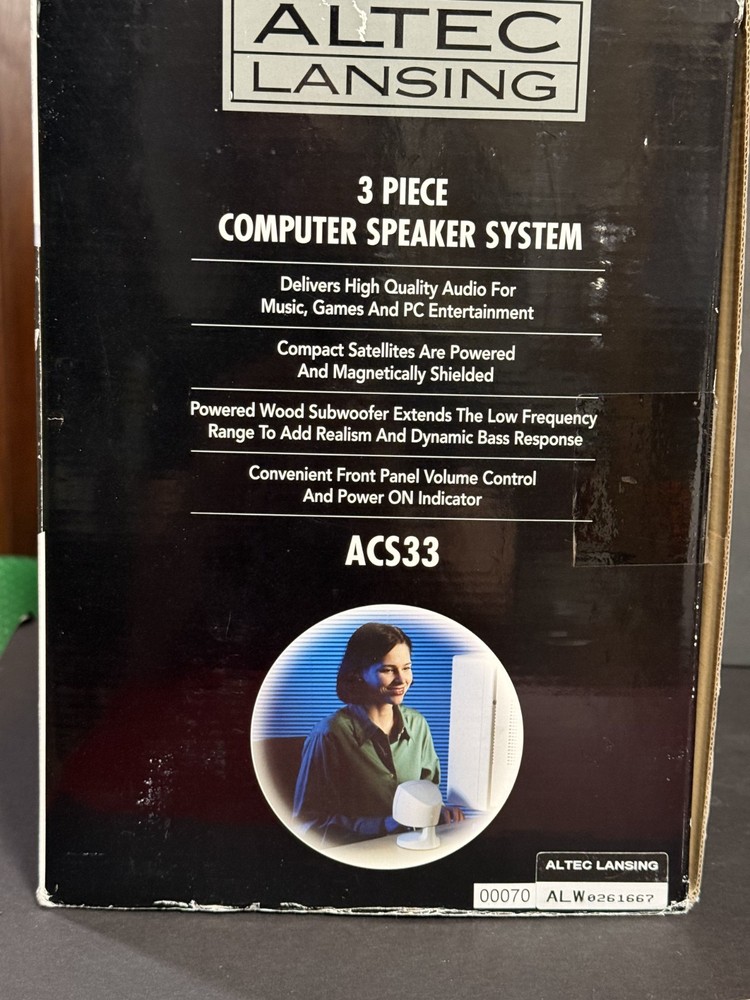 ALTEC
LANSING
3 PIECE
COMPUTER SPEAKER SYSTEM
Delivers High Quality Audio For
Music, Games And PC Entertainment
Compact Satellites Are Powered
And Magnetically Shielded
Powered Wood Subwoofer Extends The Low Frequency
Range To Add Realism And Dynamic Bass Response
Convenient Front Panel Volume Control
And Power ON Indicator
ACS33
ALTEC LANSING
00070 ALW0261667